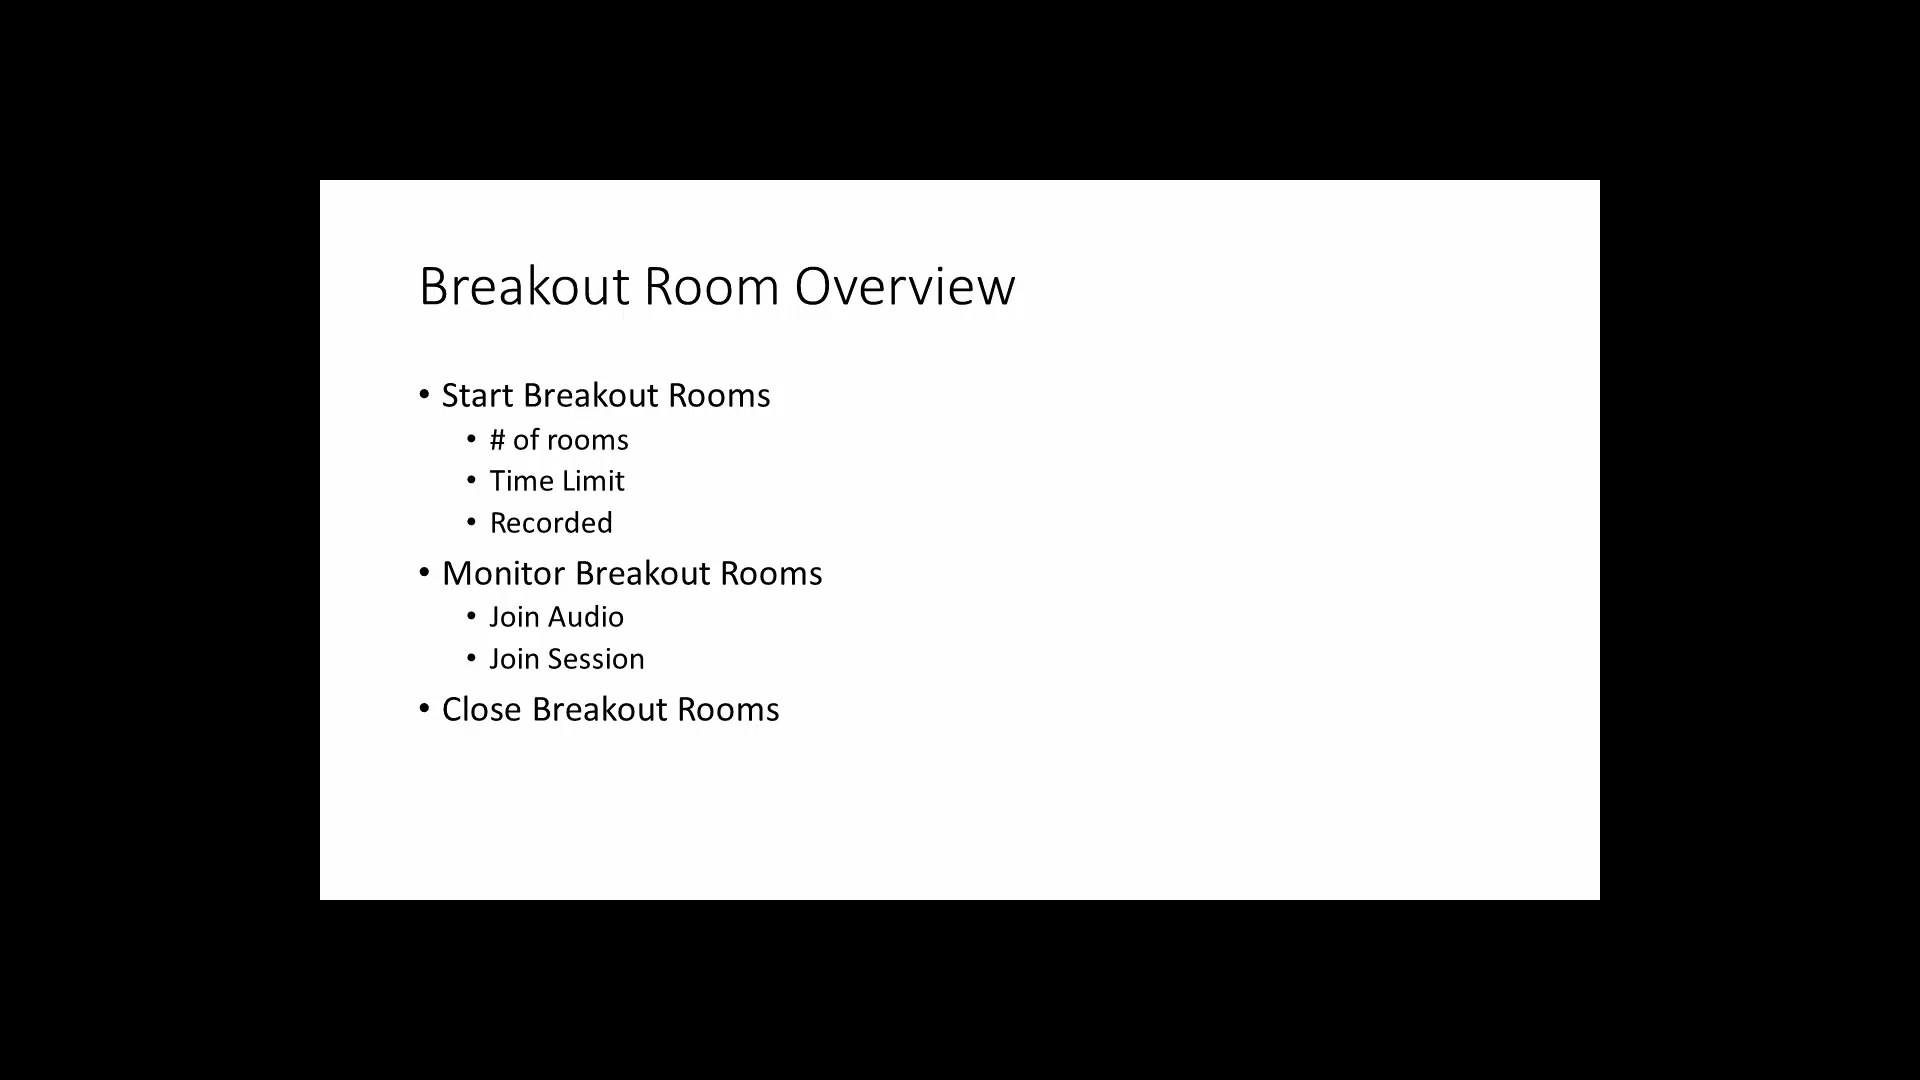 Breakout Room Overview
• Start Breakout Rooms
• # of rooms
• Time Limit
• Recorded
• Monitor Breakout Rooms
• Join Audio
• Join Session
• Close Breakout Rooms